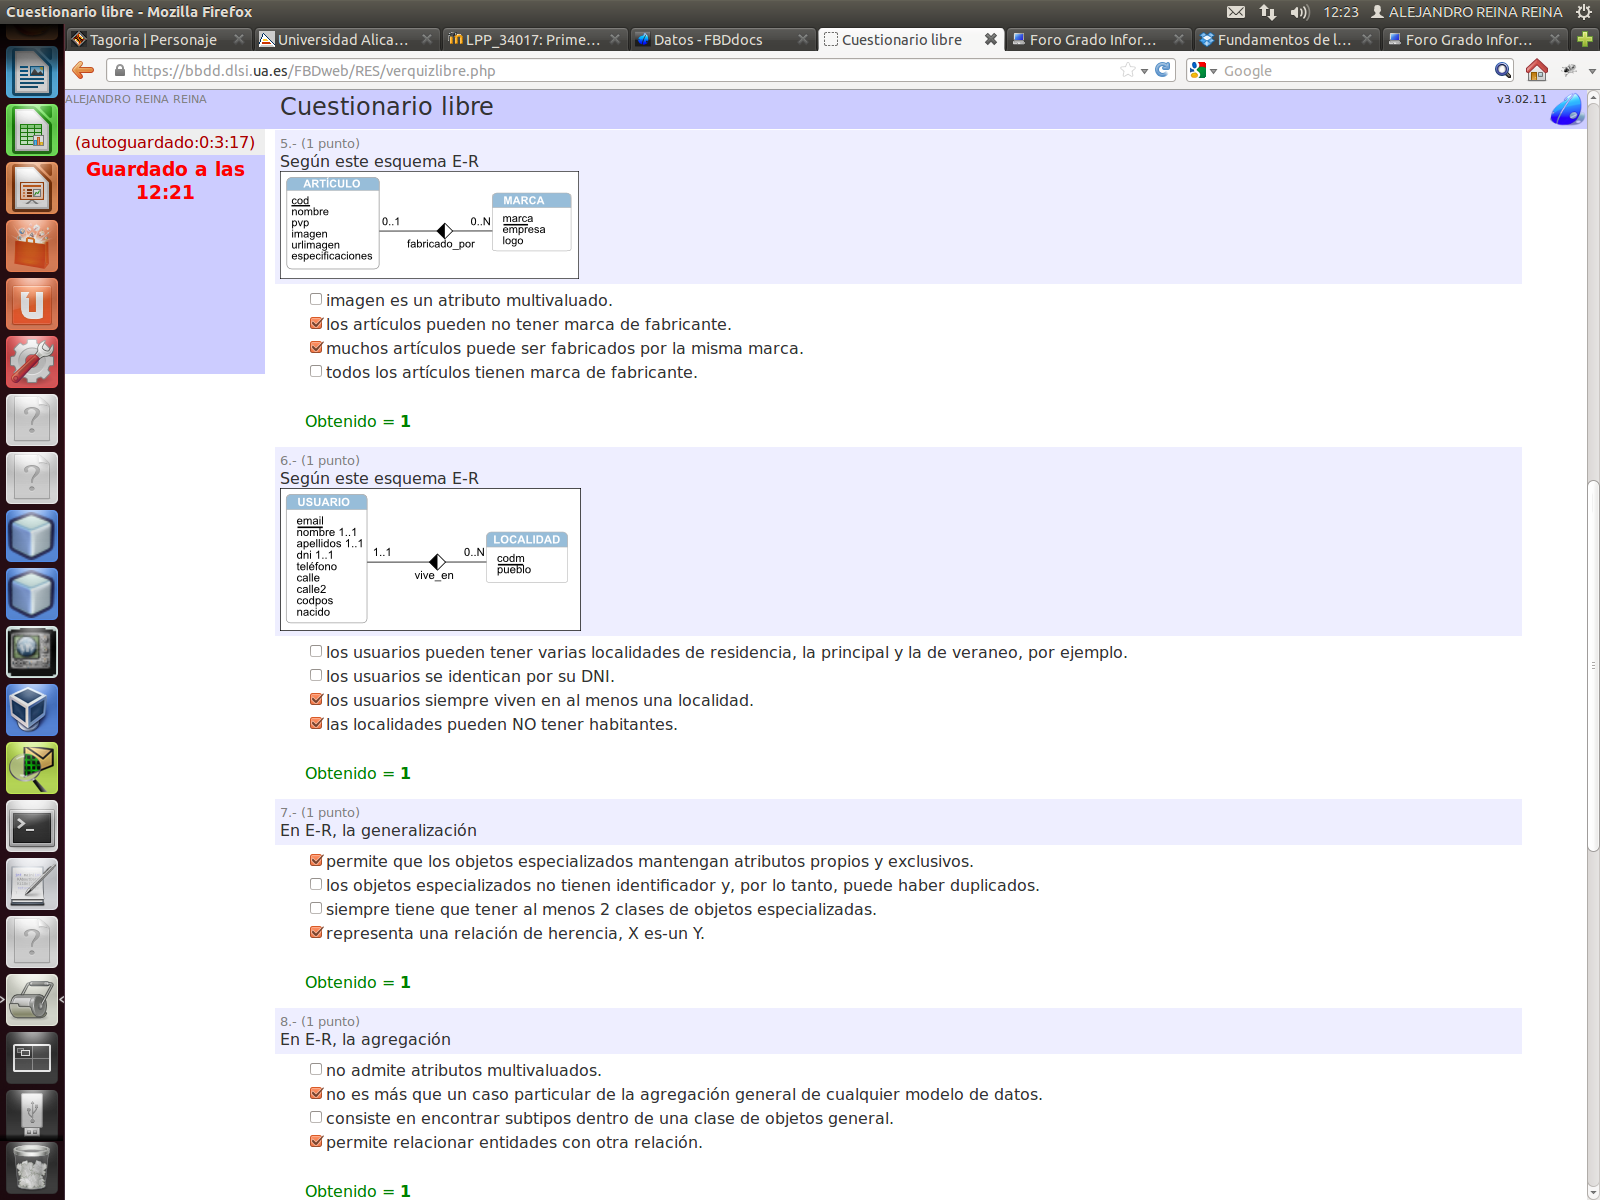 Cuestionario libre - Mozilla Firefox
12:23 ALEJANDRO REINA REINA
Tagoria | Personaje
Universidad Alica...
LPP_34017: Prime...
Datos - FBDdocs
Cuestionario libre
Foro Grado Infor...
Fundamentos de l...
Foro Grado Infor...
https://bbdd.dlsi.ua.es/FBDweb/RES/verquizlibre.php
Google
ALEJANDRO REINA REINA
Cuestionario libre
v3.02.11
(autoguardado:0:3:17)
Guardado a las
12:21
5.- (1 punto)
Según este esquema E-R
ARTÍCULO
cod
nombre
pvp
imagen
urlimagen
especificaciones
0..1
0..N
fabricado_por
MARCA
marca
empresa
logo
imagen es un atributo multivaluado.
los artículos pueden no tener marca de fabricante.
muchos artículos puede ser fabricados por la misma marca.
todos los artículos tienen marca de fabricante.
Obtenido = 1
6.- (1 punto)
Según este esquema E-R
USUARIO
email
nombre 1..1
apellidos 1..1
dni 1..1
teléfono
calle
calle2
codpos
nacido
1..1
0..N
vive_en
LOCALIDAD
codm
pueblo
los usuarios pueden tener varias localidades de residencia, la principal y la de veraneo, por ejemplo.
los usuarios se identican por su DNI.
los usuarios siempre viven en al menos una localidad.
las localidades pueden NO tener habitantes.
Obtenido = 1
7.- (1 punto)
En E-R, la generalización
permite que los objetos especializados mantengan atributos propios y exclusivos.
los objetos especializados no tienen identificador y, por lo tanto, puede haber duplicados.
siempre tiene que tener al menos 2 clases de objetos especializadas.
representa una relación de herencia, X es-un Y.
Obtenido = 1
8.- (1 punto)
En E-R, la agregación
no admite atributos multivaluados.
no es más que un caso particular de la agregación general de cualquier modelo de datos.
consiste en encontrar subtipos dentro de una clase de objetos general.
permite relacionar entidades con otra relación.
Obtenido = 1